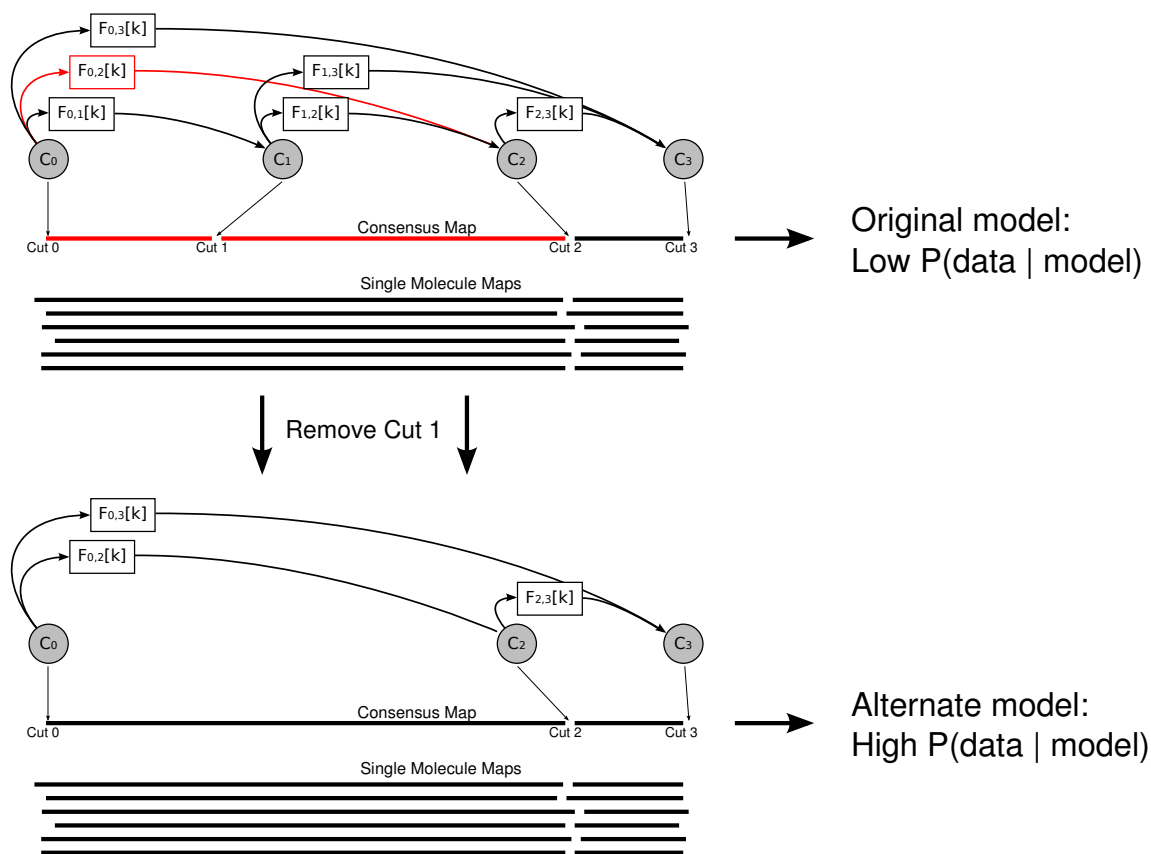 F0,3[k]
F0,2[k]
F1,3[k]
F0,1[k]
F1,2[k]
F2,3[k]
C0
C1
C2
C3
Consensus Map
Cut 0
Cut 1
Cut 2
Cut 3
Original model:
Low P(data | model)
Single Molecule Maps
Remove Cut 1
F0,3[k]
F0,2[k]
F2,3[k]
C0
C2
C3
Consensus Map
Cut 0
Cut 2
Cut 3
Alternate model:
High P(data | model)
Single Molecule Maps